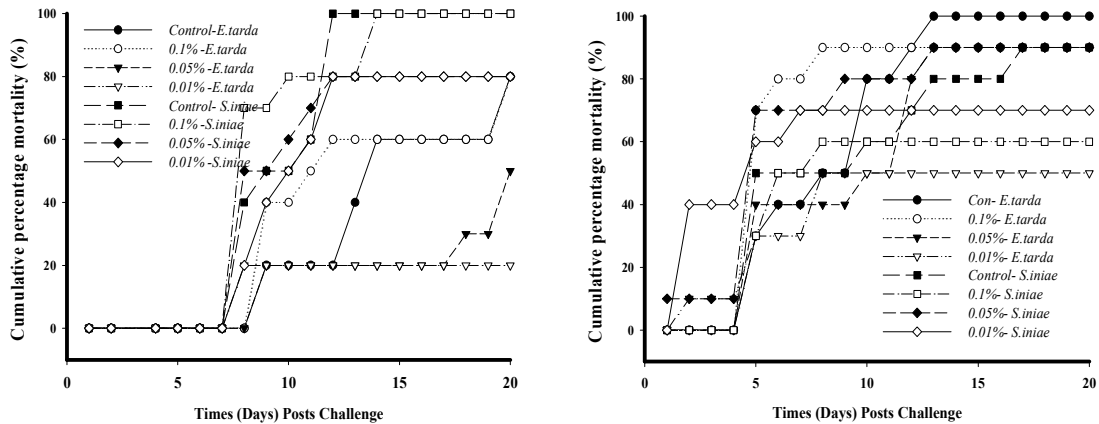 Cumulative percentage mortality (%)
100
80
60
40
20
0
Control-E.tarda
0.1%-E.tarda
0.05%-E.tarda
0.01%-E.tarda
Control- S.iniae
0.1%-S.iniae
0.05%-S.iniae
0.01%-S.iniae
0 5 10 15 20
Times (Days) Posts Challenge
Cumulative percentage mortality (%)
100
80
60
40
20
0
Con- E.tarda
0.1%- E.tarda
0.05%- E.tarda
0.01%- E.tarda
Control- S.iniae
0.1%- S.iniae
0.05%- S.iniae
0.01%- S.iniae
0 5 10 15 20
Times (Days) Posts Challenge